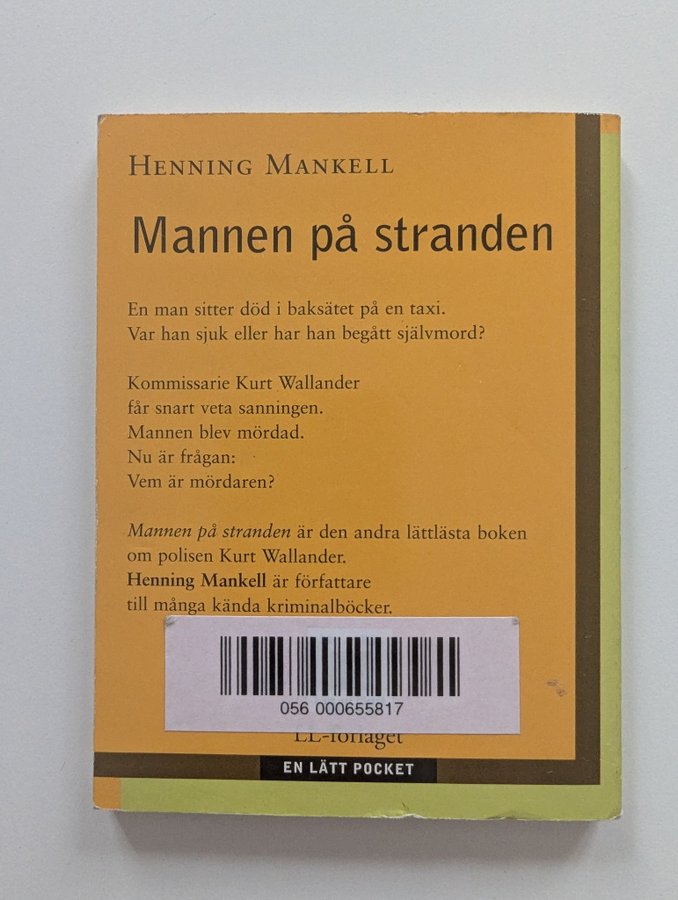 HENNING MANKELL
Mannen på stranden
En man sitter död i baksätet på en taxi.
Var han sjuk eller har han begått självmord?
Kommissarie Kurt Wallander
får snart veta sanningen.
Mannen blev mördad.
Nu är frågan:
Vem är mördaren?
Mannen på stranden är den andra lättlästa boken
om polisen Kurt Wallander.
Henning Mankell är författare
till många kända kriminalböcker.
056 000655817
LL-förlaget
EN LÄTT POCKET